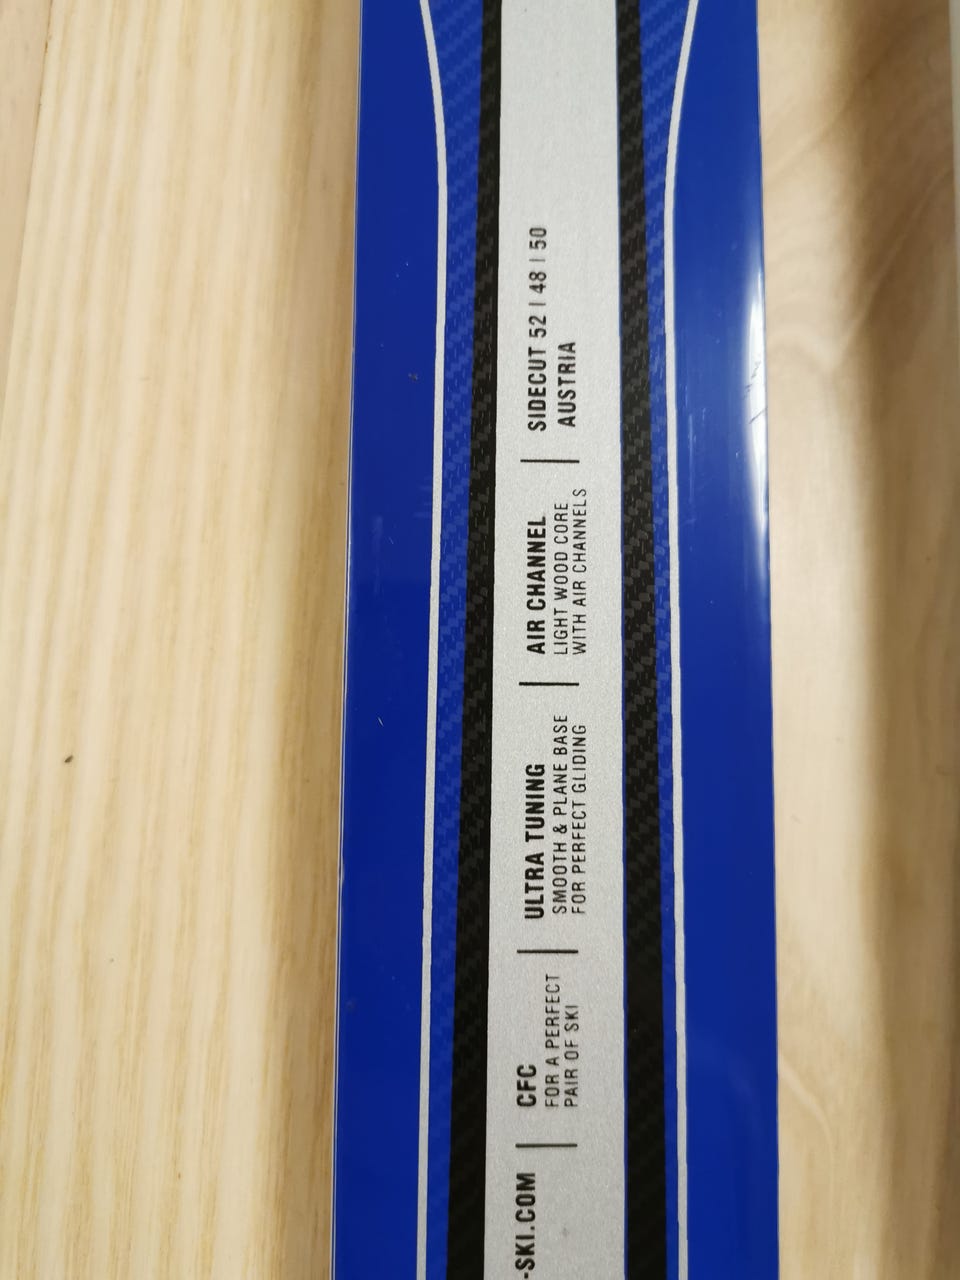 -SKI.COM
CFC
FOR A PERFECT
PAIR OF SKI
ULTRA TUNING
SMOOTH & PLANE BASE
FOR PERFECT GLIDING
AIR CHANNEL
LIGHT WOOD CORE
WITH AIR CHANNELS
SIDECUT 52 | 48 | 50
AUSTRIA